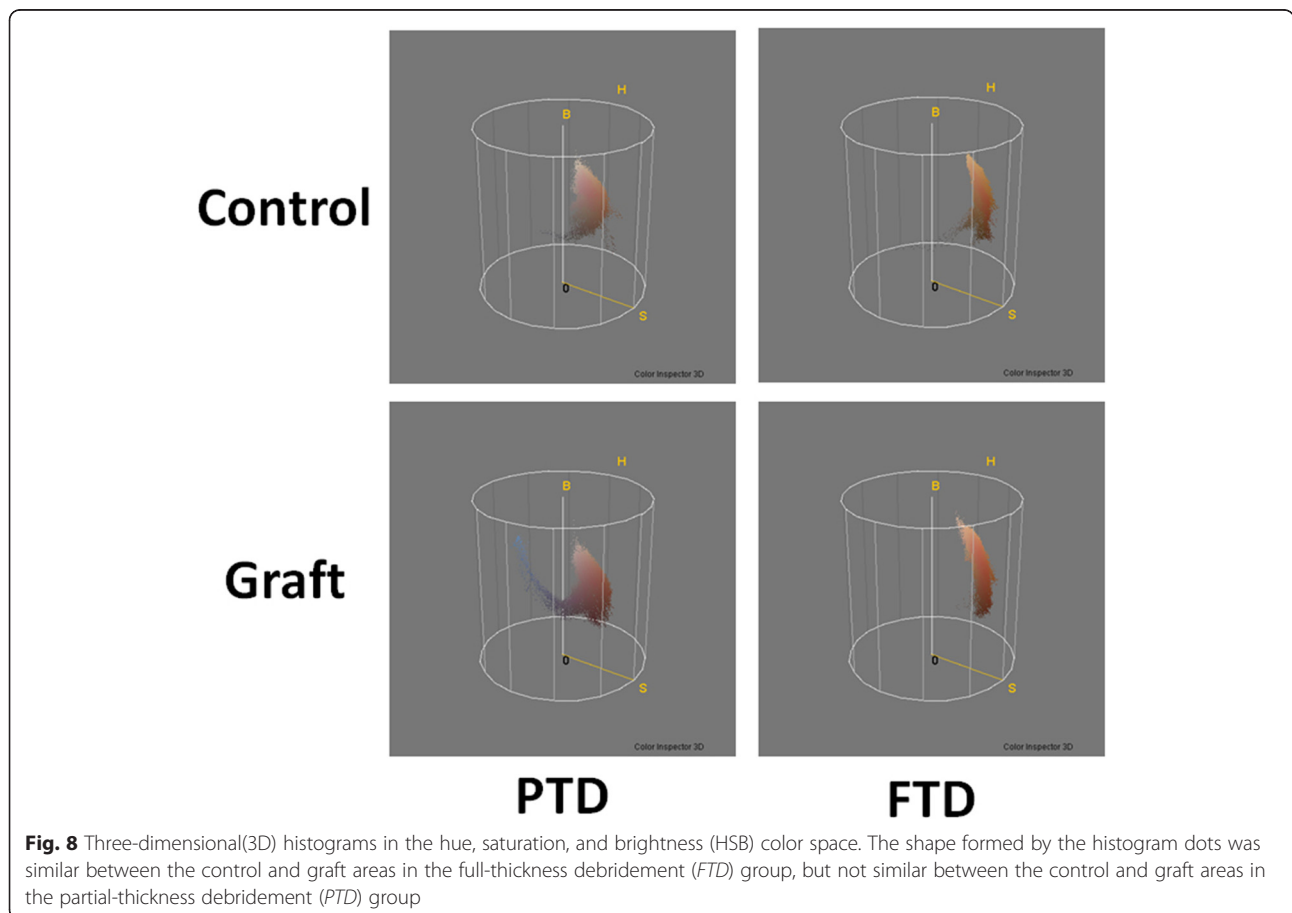 Control
H
B
0
S
Color Inspector 3D
H
B
0
S
Color Inspector 3D
Graft
H
B
0
S
Color Inspector 3D
H
B
0
S
Color Inspector 3D
PTD
FTD
Fig. 8 Three-dimensional(3D) histograms in the hue, saturation, and brightness (HSB) color space. The shape formed by the histogram dots was
similar between the control and graft areas in the full-thickness debridement (FTD) group, but not similar between the control and graft areas in
the partial-thickness debridement (PTD) group